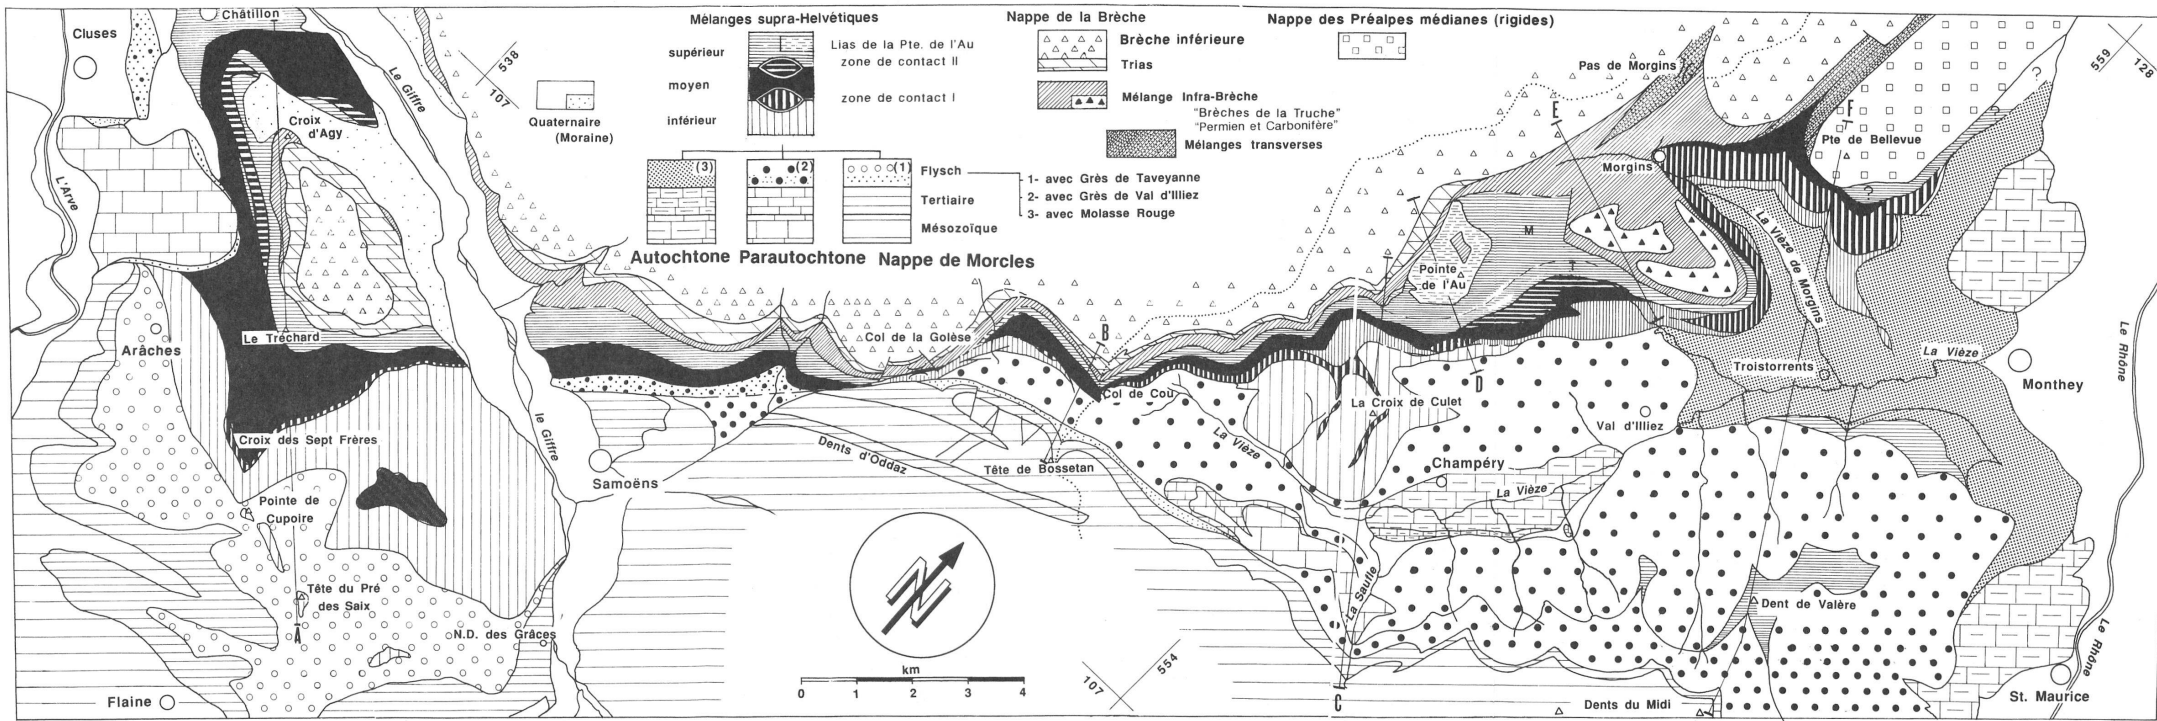 Mélanges supra-Helvétiques
supérieur
moyen
inférieur
Lias de la Pte. de l'Au
zone de contact II
zone de contact I
Nappe de la Brèche
Brèche inférieure
Trias
Mélange Infra-Brèche
"Brèches de la Truche"
"Permien et Carbonifère"
Mélanges transverses
Nappe des Préalpes médianes (rigides)
Quaternaire
(Moraine)
(3)
(2)
(1)
Flysch
Tertiaire
Mésozoïque
1- avec Grès de Taveyanne
2- avec Grès de Val d'Illiez
3- avec Molasse Rouge
Autochtone Parautochtone Nappe de Morcles
Cluses
Châtillon
Le Giffre
538
107
Croix
d'Agy
L'Arve
Arâches
Le Tréchard
Croix des Sept Frères
Pointe de
Cupoire
Tête du Pré
des Saix
A
N.D. des Grâces
Flaine
le Giffre
Samoëns
Dents d'Oddaz
Col de la Golèse
Tête de Bossetan
B
Col de Cou
La Vièze
km
0 1 2 3 4
107
554
La Saufle
C
La Croix de Culet
D
Pointe
de l'Au
M
T
E
Pas de Morgins
Morgins
La Vièze de Morgins
F
Pte de Bellevue
?
?
?
559
128
Troistorrents
La Vièze
Monthey
Le Rhône
Val d'Illiez
Champéry
La Vièze
Dent de Valère
Dents du Midi
Le Rhône
St. Maurice